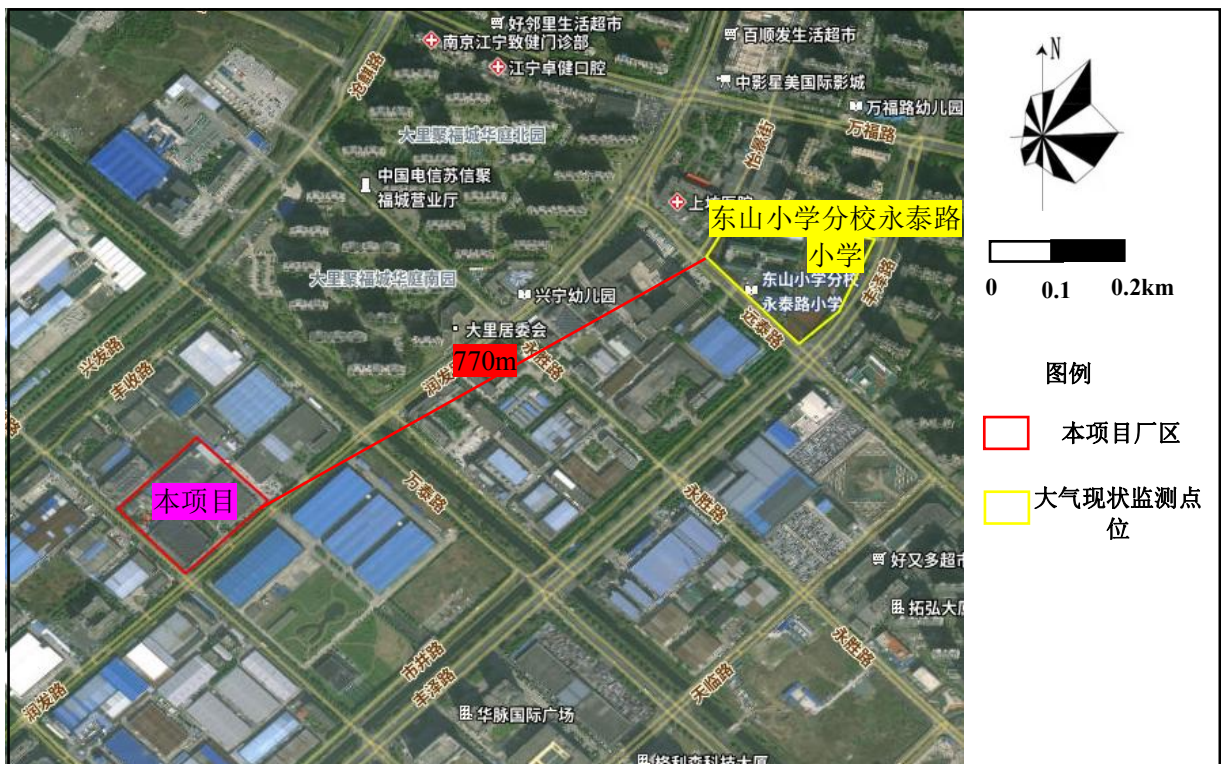 好邻里生活超市
南京江宁致健门诊部
百顺发生活超市
江宁卓健口腔
中影星美国际影城
沧麒路
万福路幼儿园
万福路
大里聚福城华庭北园
怡景街
中国电信苏信聚
福城营业厅
东山小学分校永泰路
小学
大里聚福城华庭南园
东山小学分校
永泰路小学
丰泽路
兴宁幼儿园
运泰路
大里居委会
770m
永胜路
兴发路
丰收路
本项目
万泰路
永胜路
好又多超市
拓弘大厦
永胜路
市井路
丰泽路
天临路
润发路
华脉国际广场
N
0
0.1
0.2km
图例
本项目厂区
大气现状监测点
位